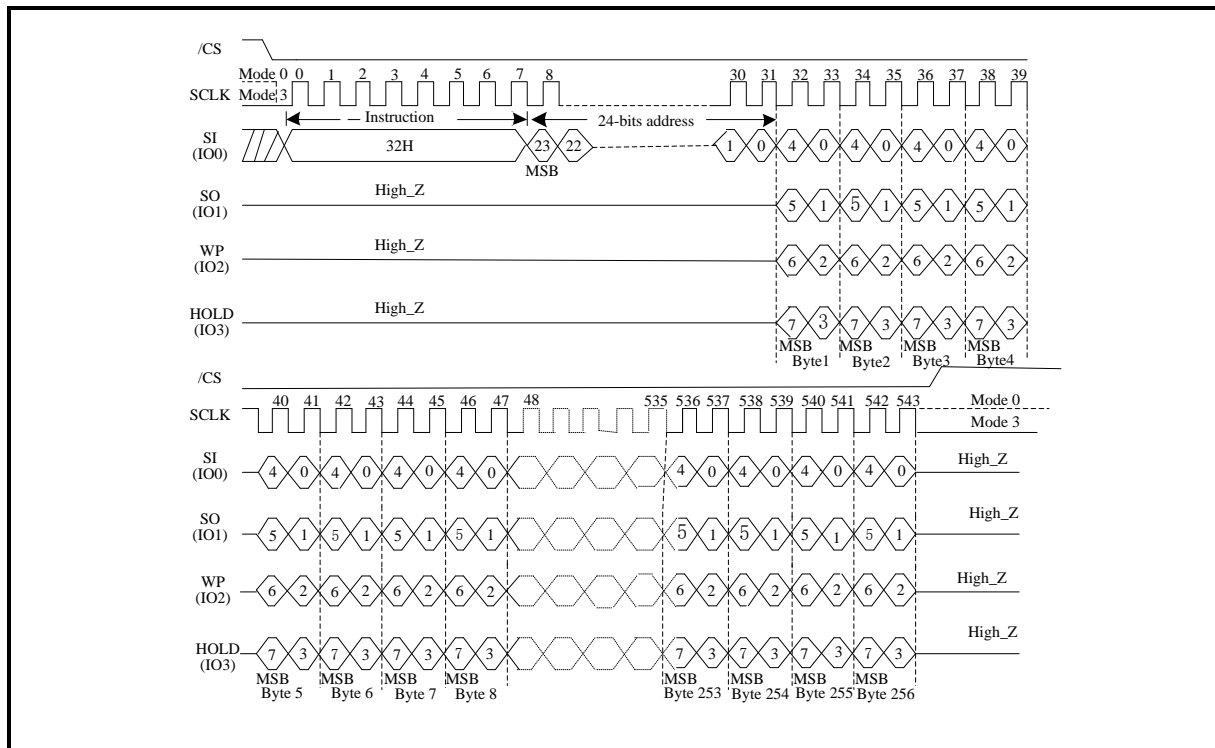 /CS
Mode 0 0 1 2 3 4 5 6 7 8 30 31 32 33 34 35 36 37 38 39
SCLK Mode 3
Instruction 24-bits address
SI
(IO0)
32H 23 22 1 0 4 0 4 0 4 0 4 0
MSB
SO
(IO1)
High_Z 5 1 5 1 5 1 5 1
WP
(IO2)
High_Z 6 2 6 2 6 2 6 2
HOLD
(IO3)
High_Z 7 3 7 3 7 3 7 3
MSB MSB MSB MSB
Byte1 Byte2 Byte3 Byte4
/CS
SCLK 40 41 42 43 44 45 46 47 48 535 536 537 538 539 540 541 542 543 Mode 0
Mode 3
SI
(IO0)
4 0 4 0 4 0 4 0 4 0 4 0 4 0 4 0 High_Z
SO
(IO1)
5 1 5 1 5 1 5 1 5 1 5 1 5 1 5 1 High_Z
WP
(IO2)
6 2 6 2 6 2 6 2 6 2 6 2 6 2 6 2 High_Z
HOLD
(IO3)
7 3 7 3 7 3 7 3 7 3 7 3 7 3 7 3 High_Z
MSB MSB MSB MSB MSB MSB MSB MSB
Byte 5 Byte 6 Byte 7 Byte 8 Byte 253 Byte 254 Byte 255 Byte 256